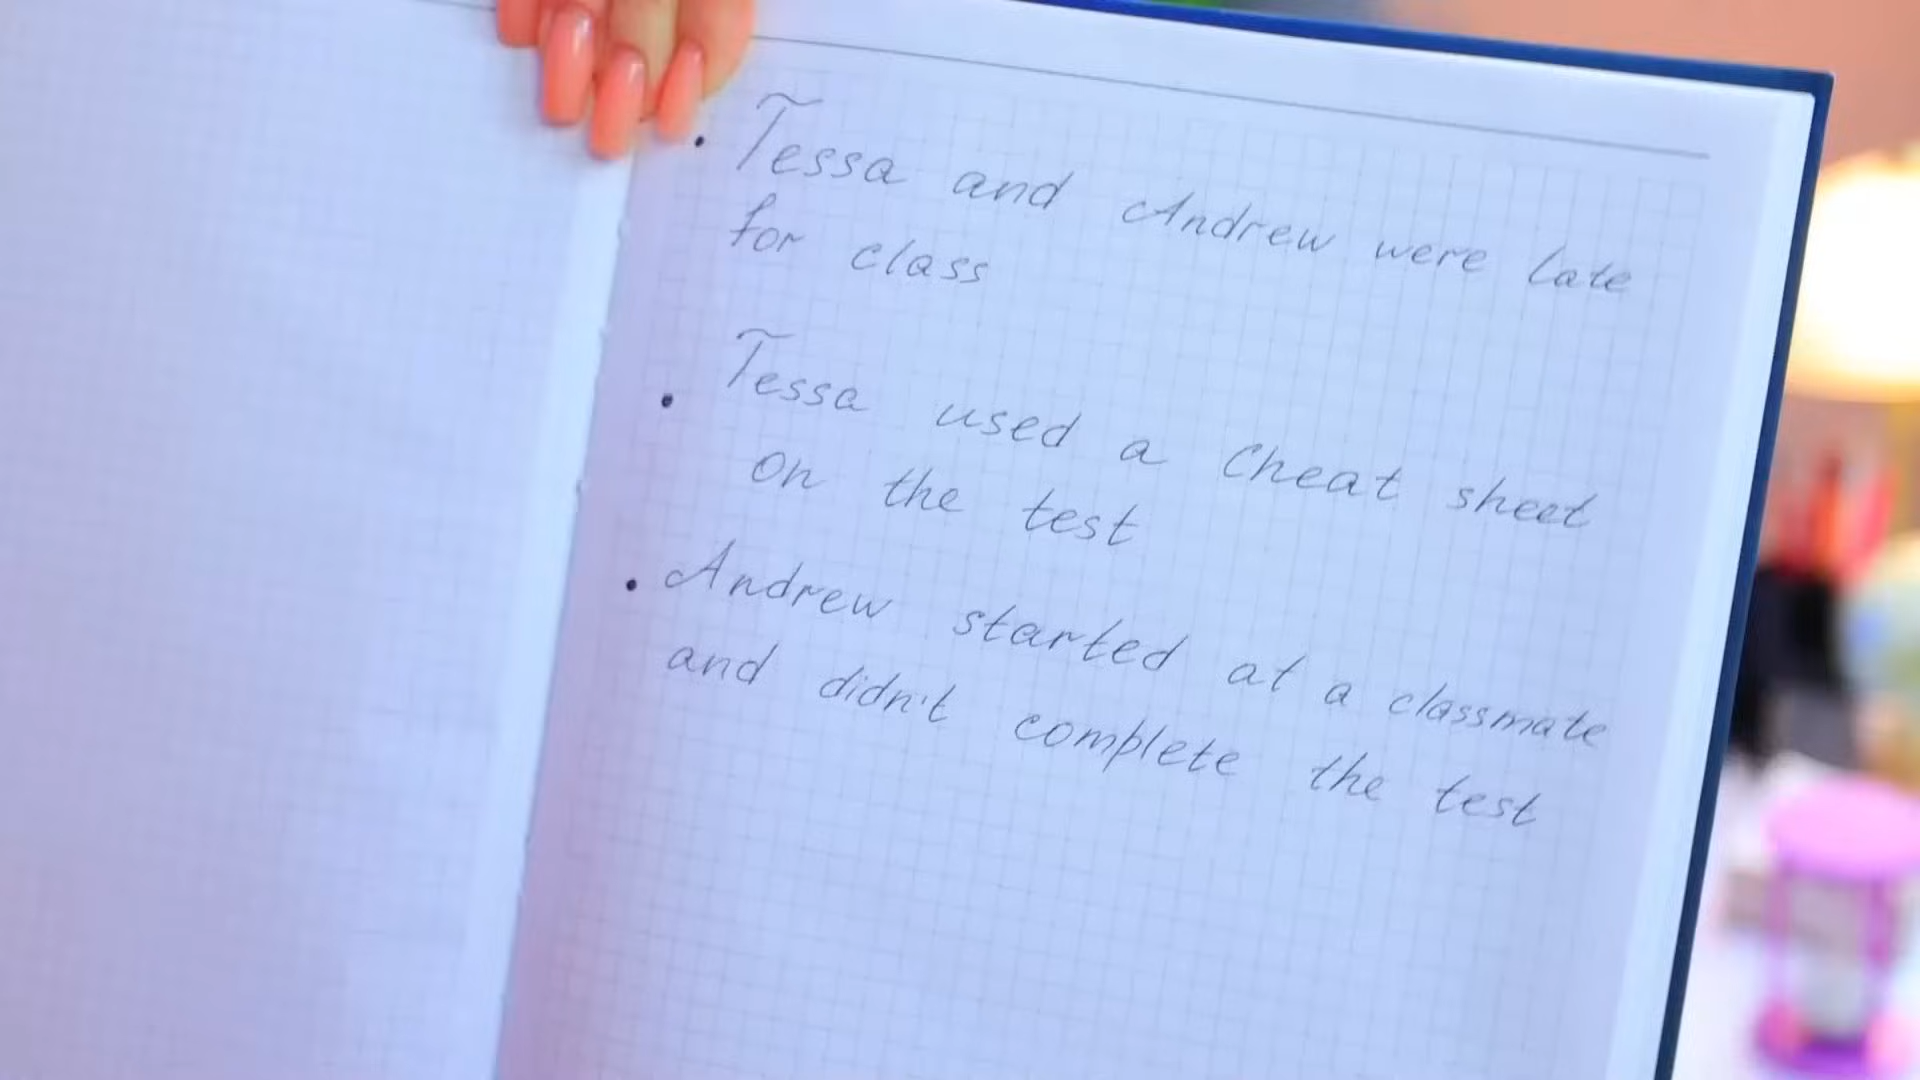 • Tessa and Andrew were late
for class
• Tessa used a cheat sheet
on the test
• Andrew started at a classmate
and didn't complete the test